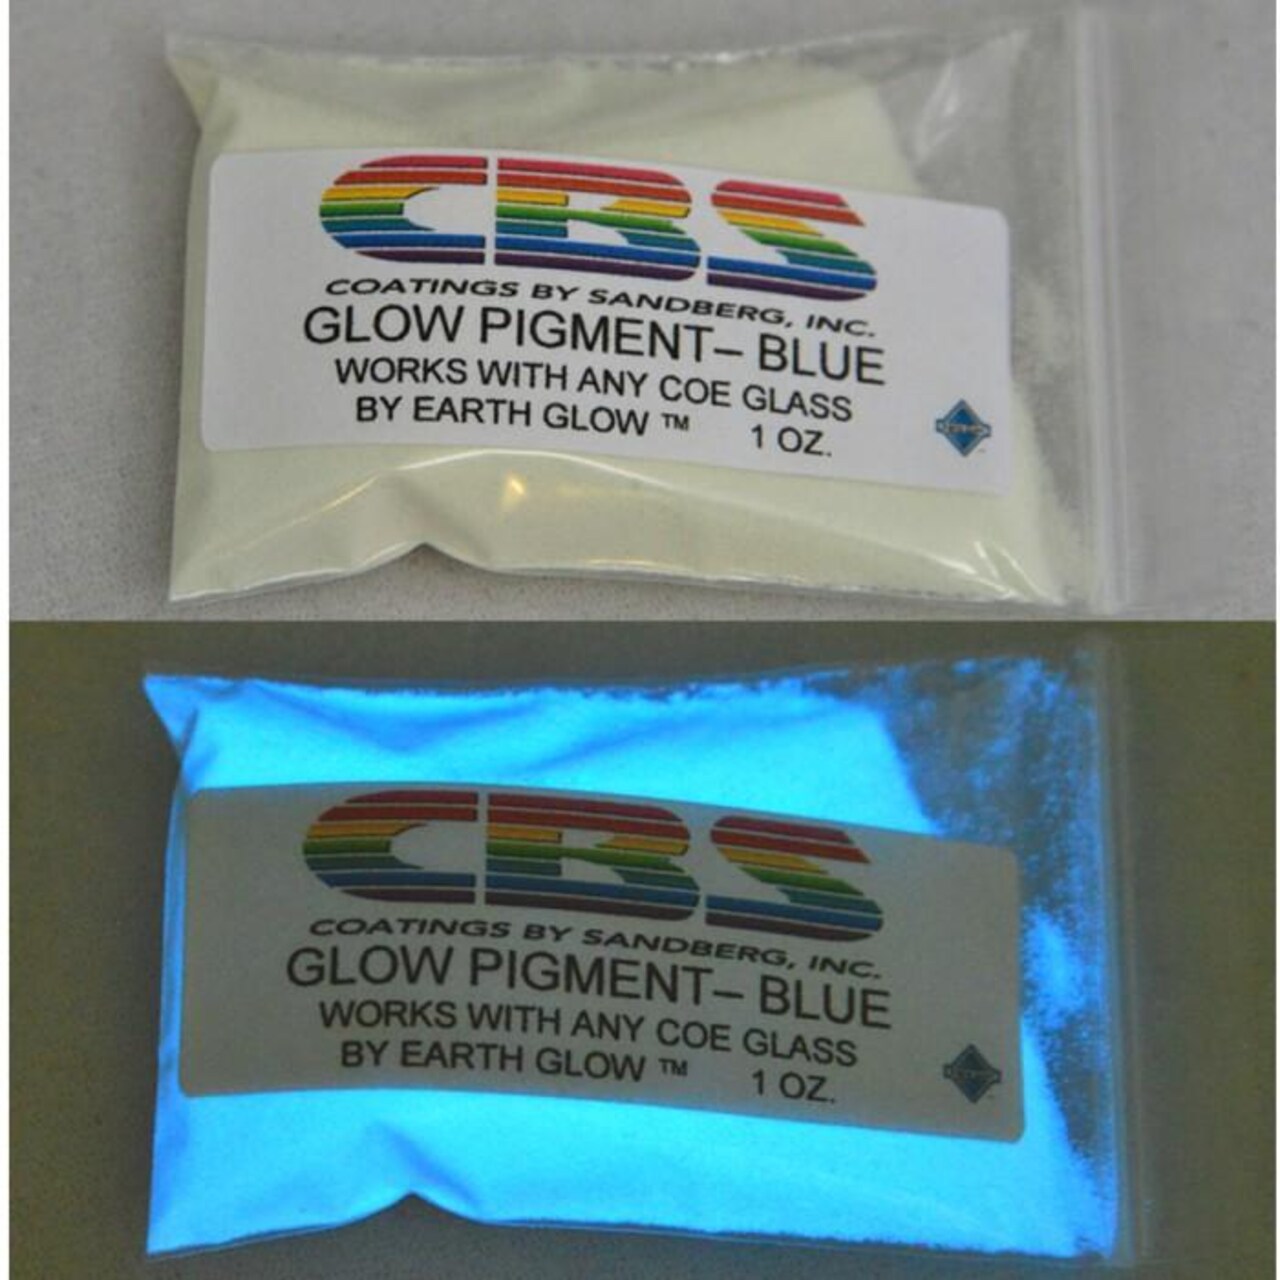 CBS
COATINGS BY SANDBERG, INC.
GLOW PIGMENT– BLUE
WORKS WITH ANY COE GLASS
BY EARTH GLOW ™ 1 OZ.
CBS
COATINGS BY SANDBERG, INC.
GLOW PIGMENT– BLUE
WORKS WITH ANY COE GLASS
BY EARTH GLOW ™ 1 OZ.